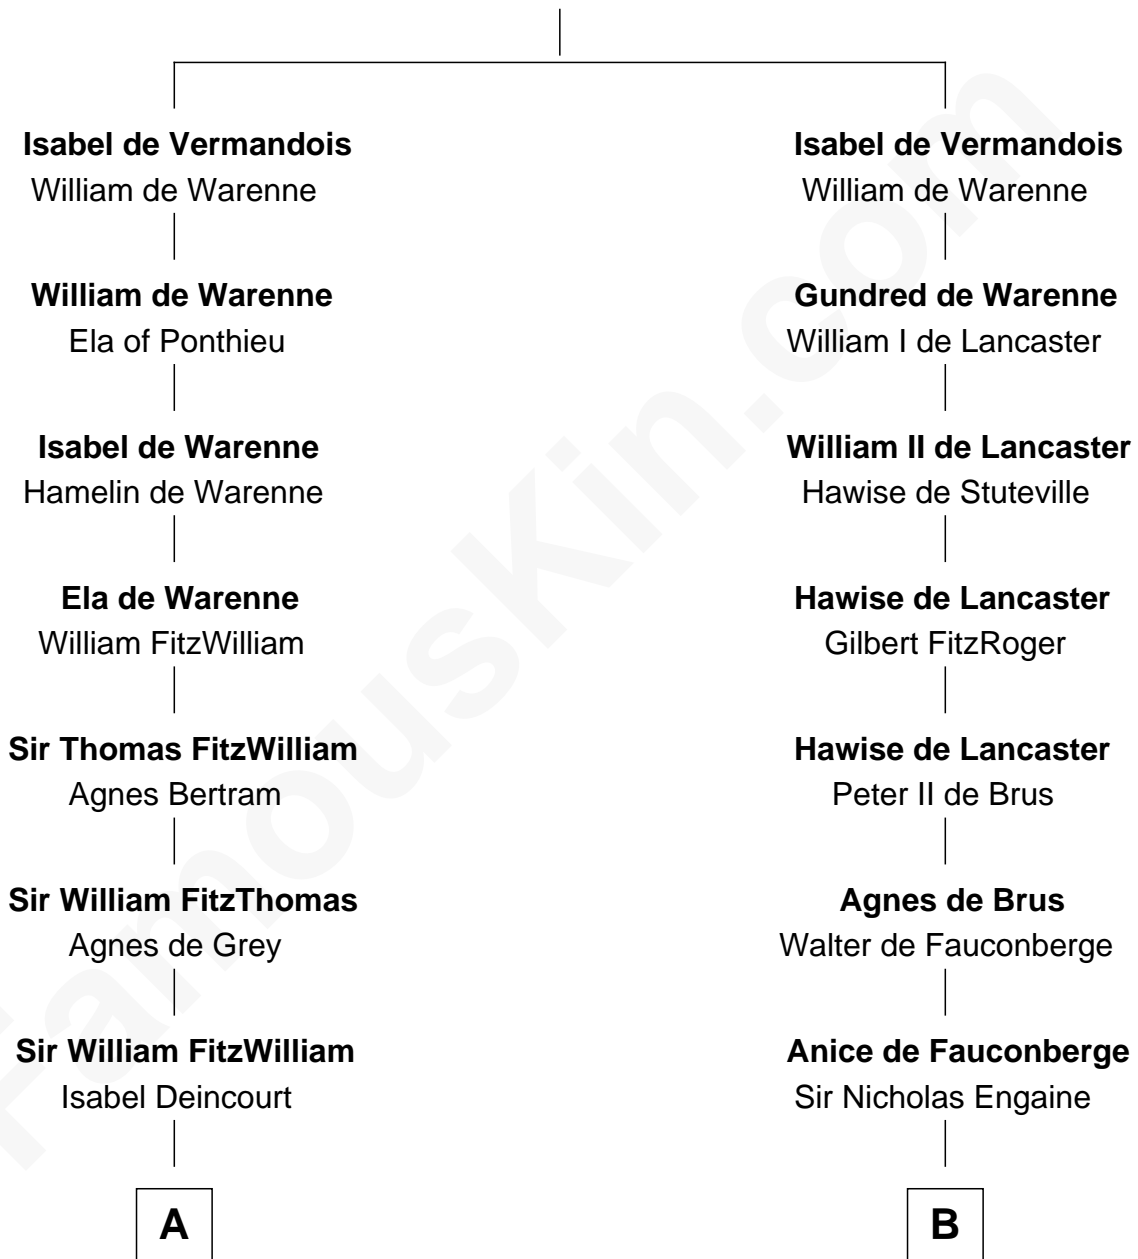 Isabel de Vermandois
William de Warenne
William de Warenne
Ela of Ponthieu
Isabel de Warenne
Hamelin de Warenne
Ela de Warenne
William FitzWilliam
Sir Thomas FitzWilliam
Agnes Bertram
Sir William FitzThomas
Agnes de Grey
Sir William FitzWilliam
Isabel Deincourt
A
Isabel de Vermandois
William de Warenne
Gundred de Warenne
William I de Lancaster
William II de Lancaster
Hawise de Stuteville
Hawise de Lancaster
Gilbert FitzRoger
Hawise de Lancaster
Peter II de Brus
Agnes de Brus
Walter de Fauconberge
Anice de Fauconberge
Sir Nicholas Engaine
B
FamousKin.com